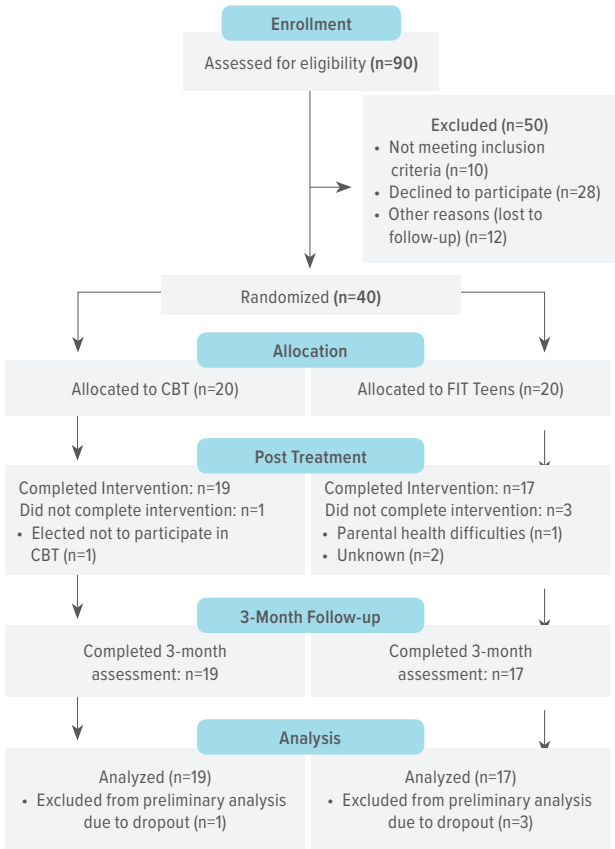 Enrollment
Assessed for eligibility (n=90)
Excluded (n=50)
• Not meeting inclusion
criteria (n=10)
• Declined to participate (n=28)
• Other reasons (lost to
follow-up) (n=12)
Randomized (n=40)
Allocation
Allocated to CBT (n=20)
Allocated to FIT Teens (n=20)
Post Treatment
Completed Intervention: n=19
Did not complete intervention: n=1
• Elected not to participate in
CBT (n=1)
Completed Intervention: n=17
Did not complete intervention: n=3
• Parental health difficulties (n=1)
• Unknown (n=2)
3-Month Follow-up
Completed 3-month
assessment: n=19
Completed 3-month
assessment: n=17
Analysis
Analyzed (n=19)
• Excluded from preliminary analysis
due to dropout (n=1)
Analyzed (n=17)
• Excluded from preliminary analysis
due to dropout (n=3)